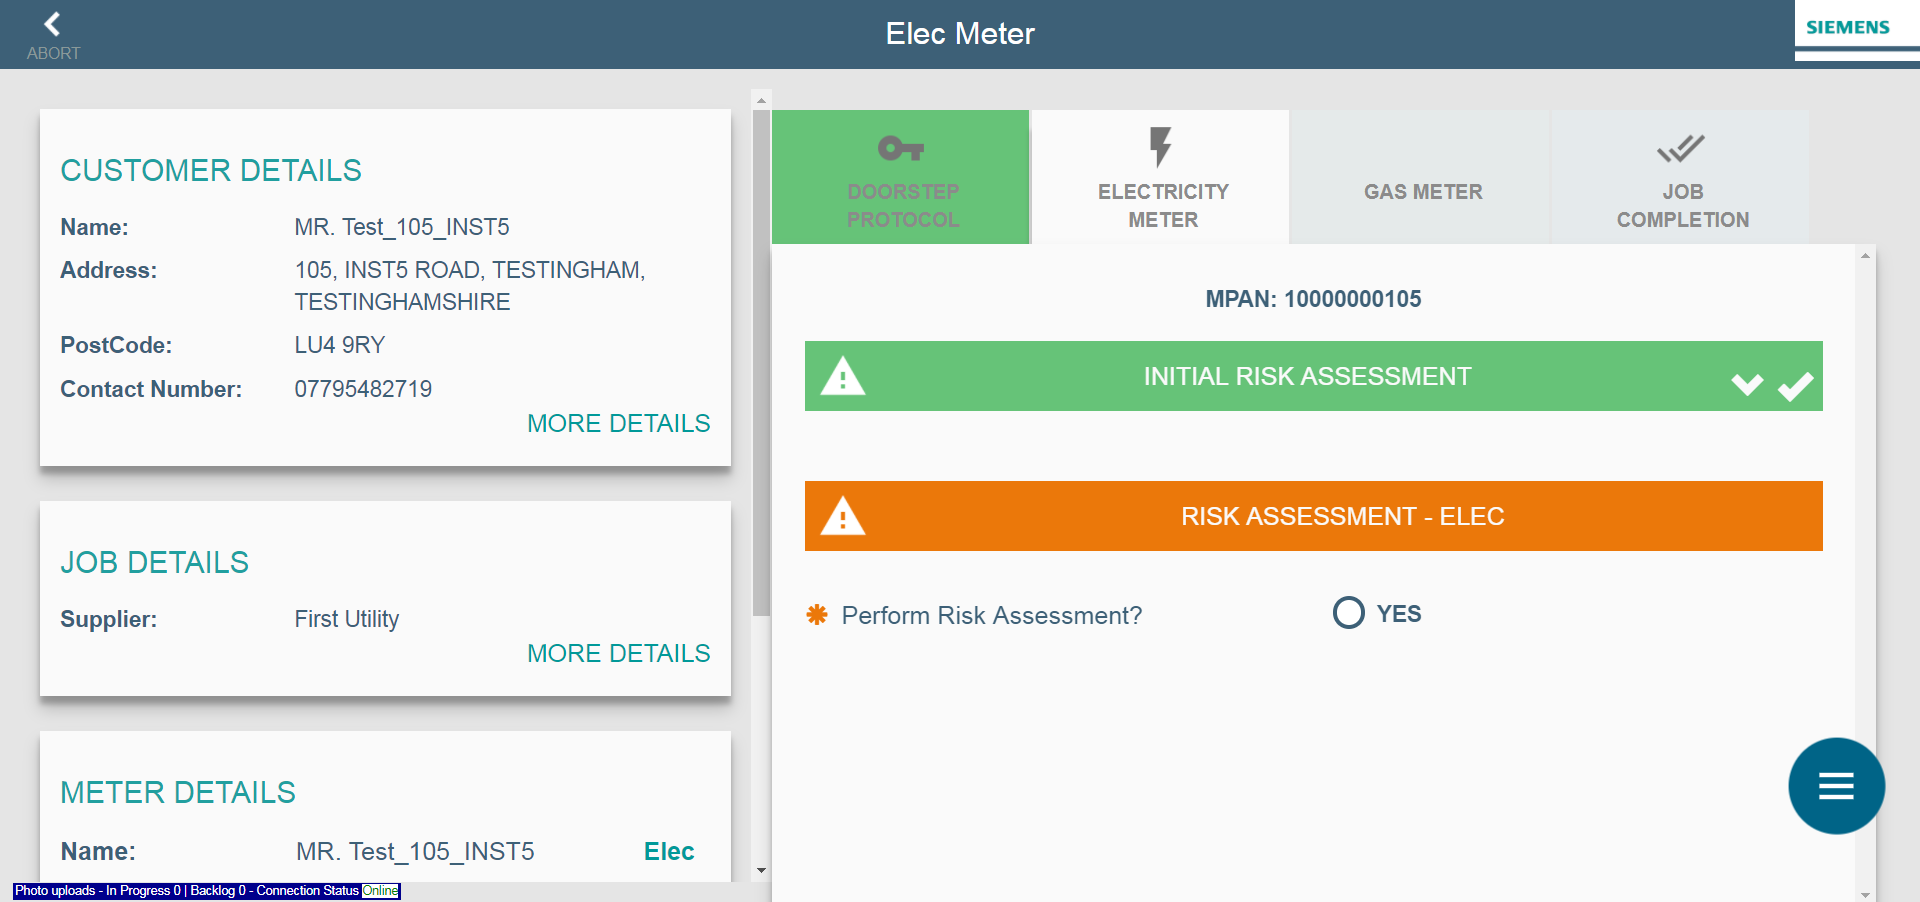 ABORT
Elec Meter
SIEMENS
CUSTOMER DETAILS
Name: MR. Test_105_INST5
Address: 105, INST5 ROAD, TESTINGHAM,
TESTINGHAMSHIRE
PostCode: LU4 9RY
Contact Number: 07795482719
MORE DETAILS
JOB DETAILS
Supplier: First Utility
MORE DETAILS
METER DETAILS
Name: MR. Test_105_INST5 Elec
Photo uploads - In Progress 0 | Backlog 0 - Connection Status Online
DOORSTEP
PROTOCOL
ELECTRICITY
METER
GAS METER
JOB
COMPLETION
MPAN: 10000000105
INITIAL RISK ASSESSMENT
RISK ASSESSMENT - ELEC
Perform Risk Assessment? YES